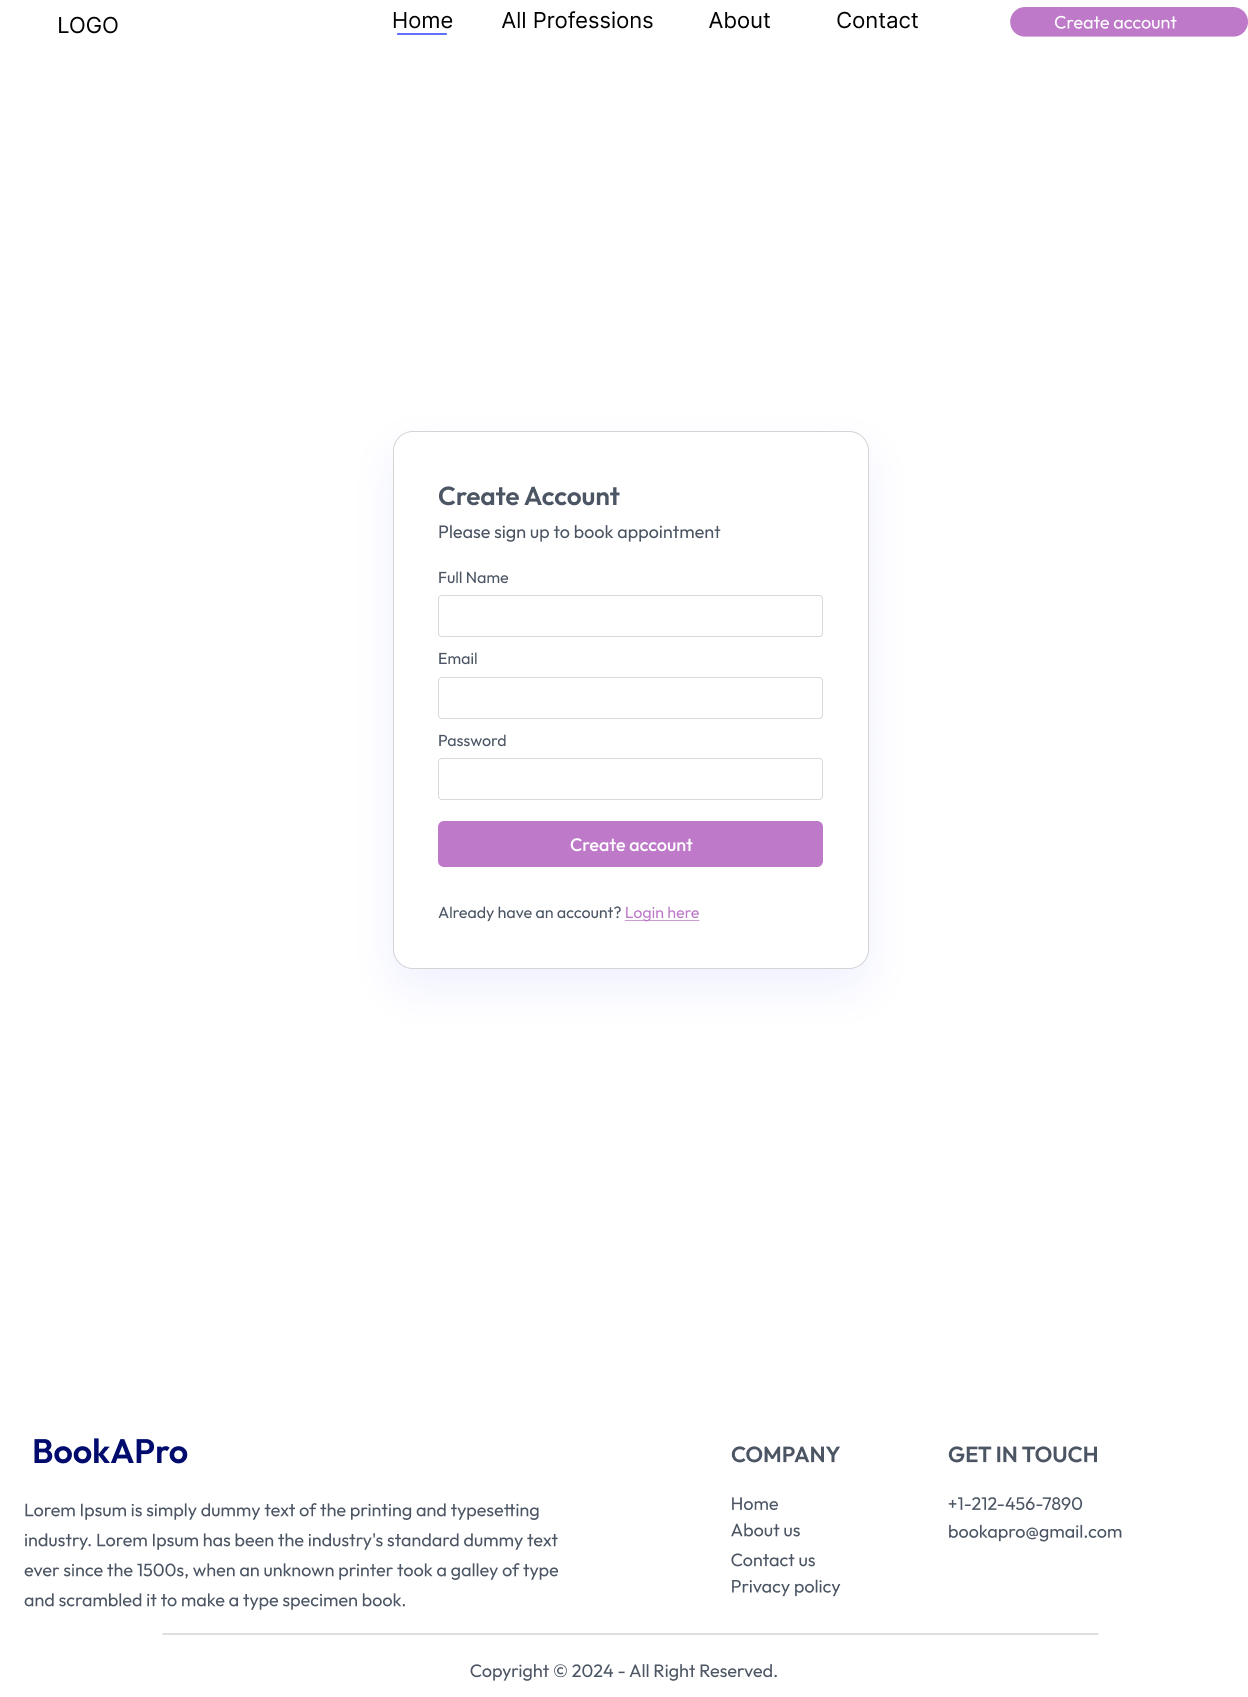 LOGO
Home
All Professions
About
Contact
Create account
Create Account
Please sign up to book appointment
Full Name
Email
Password
Create account
Already have an account? Login here
BookAPro
Lorem Ipsum is simply dummy text of the printing and typesetting
industry. Lorem Ipsum has been the industry's standard dummy text
ever since the 1500s, when an unknown printer took a galley of type
and scrambled it to make a type specimen book.
COMPANY
Home
About us
Contact us
Privacy policy
GET IN TOUCH
+1-212-456-7890
bookapro@gmail.com
Copyright © 2024 - All Right Reserved.